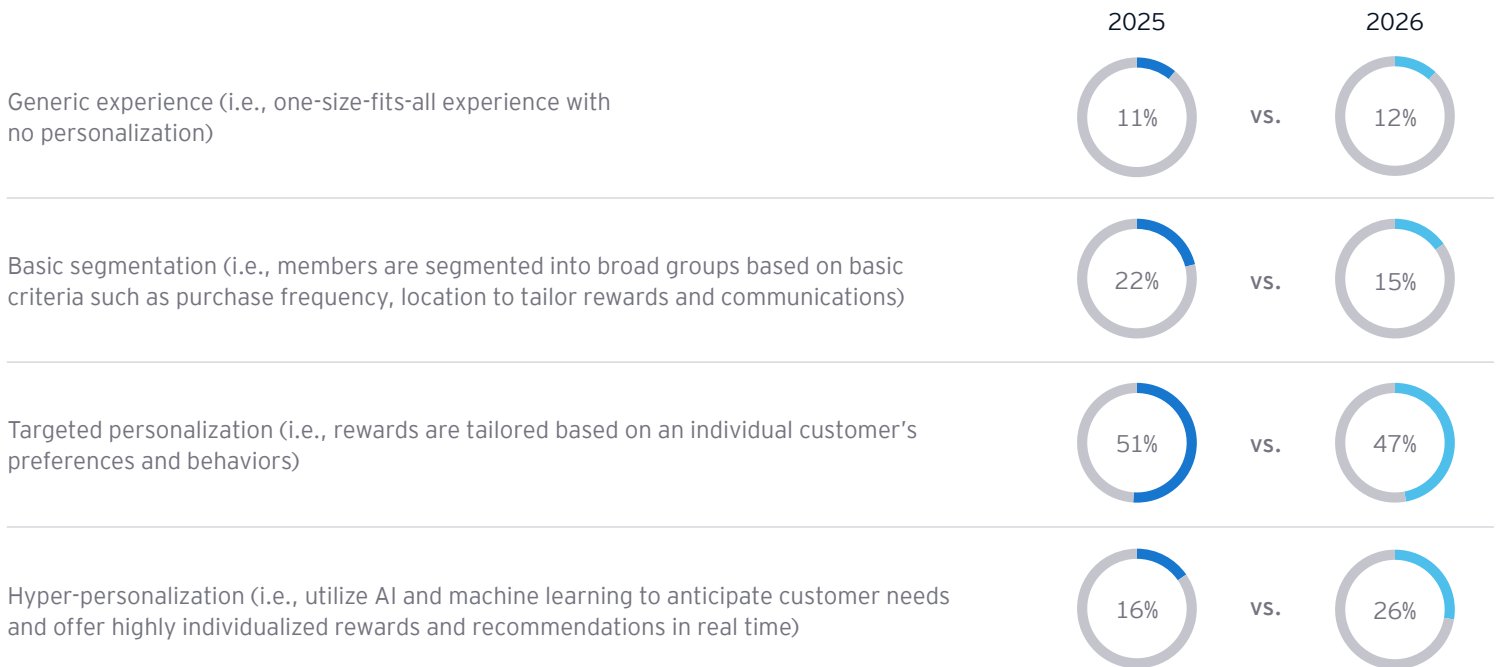 2025 2026
Generic experience (i.e., one-size-fits-all experience with
no personalization)
11% vs. 12%
Basic segmentation (i.e., members are segmented into broad groups based on basic
criteria such as purchase frequency, location to tailor rewards and communications)
22% vs. 15%
Targeted personalization (i.e., rewards are tailored based on an individual customer's
preferences and behaviors)
51% vs. 47%
Hyper-personalization (i.e., utilize AI and machine learning to anticipate customer needs
and offer highly individualized rewards and recommendations in real time)
16% vs. 26%